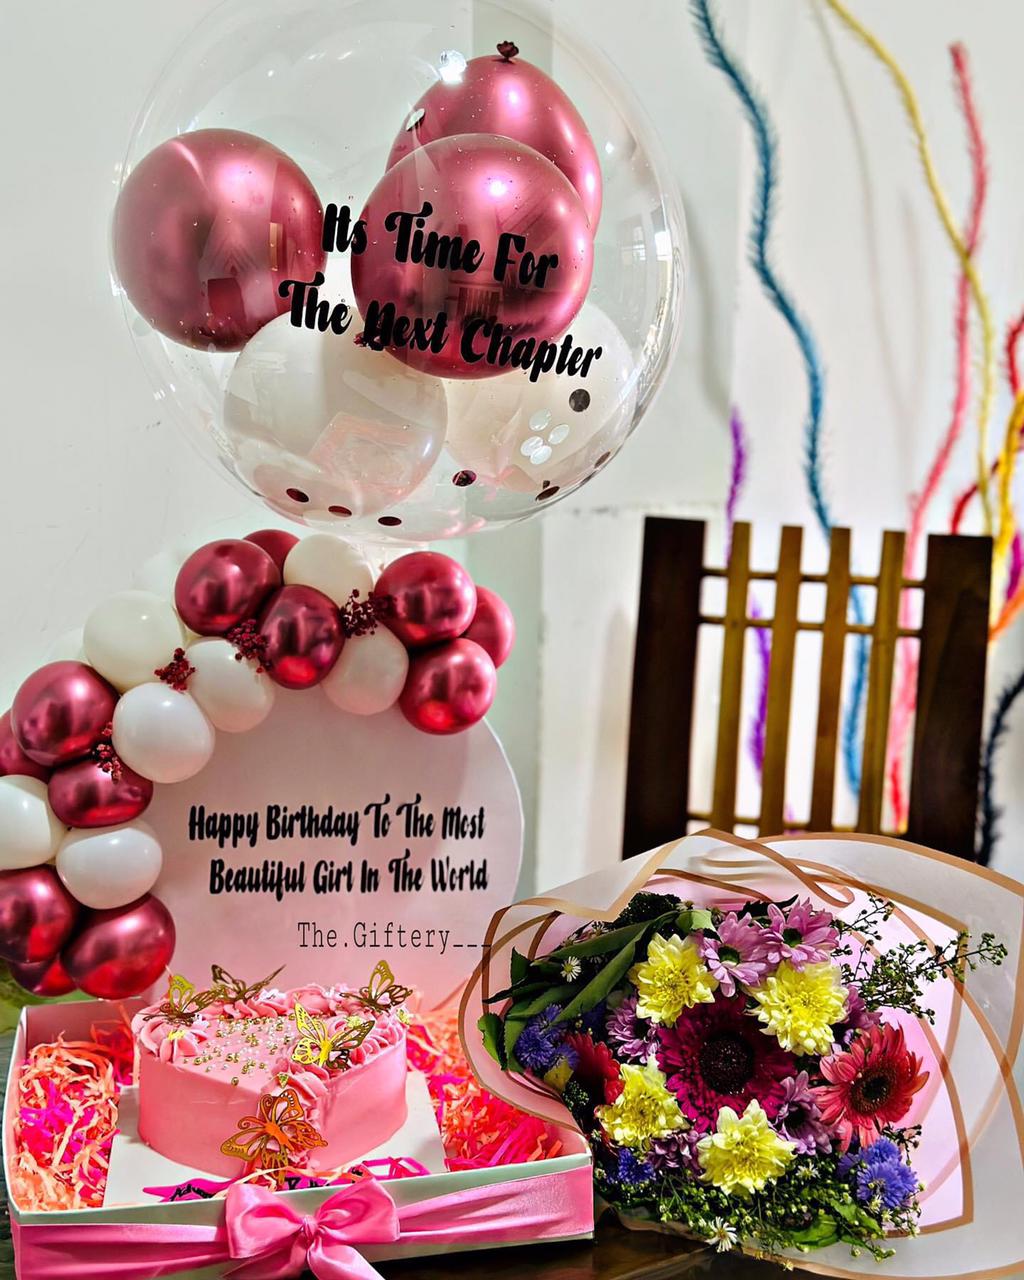 Its Time For
The Next Chapter
Happy Birthday To The Most
Beautiful Girl In The World
The.Giftery___